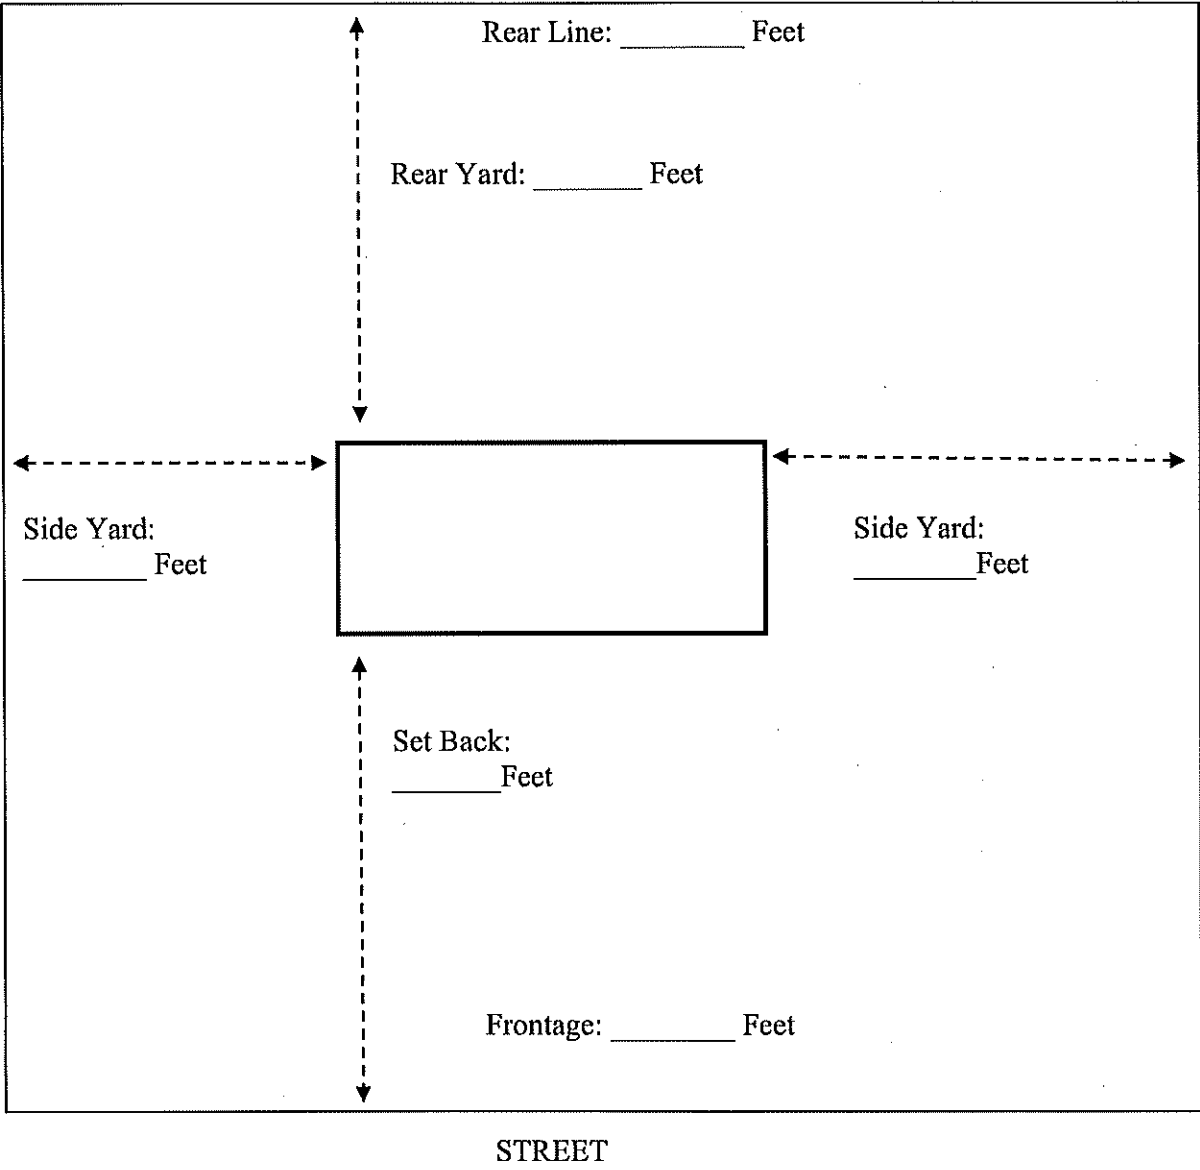 Rear Line: ________ Feet
Rear Yard: _______ Feet
Side Yard:
________ Feet
Side Yard:
________Feet
Set Back:
_______Feet
Frontage: ________ Feet
STREET